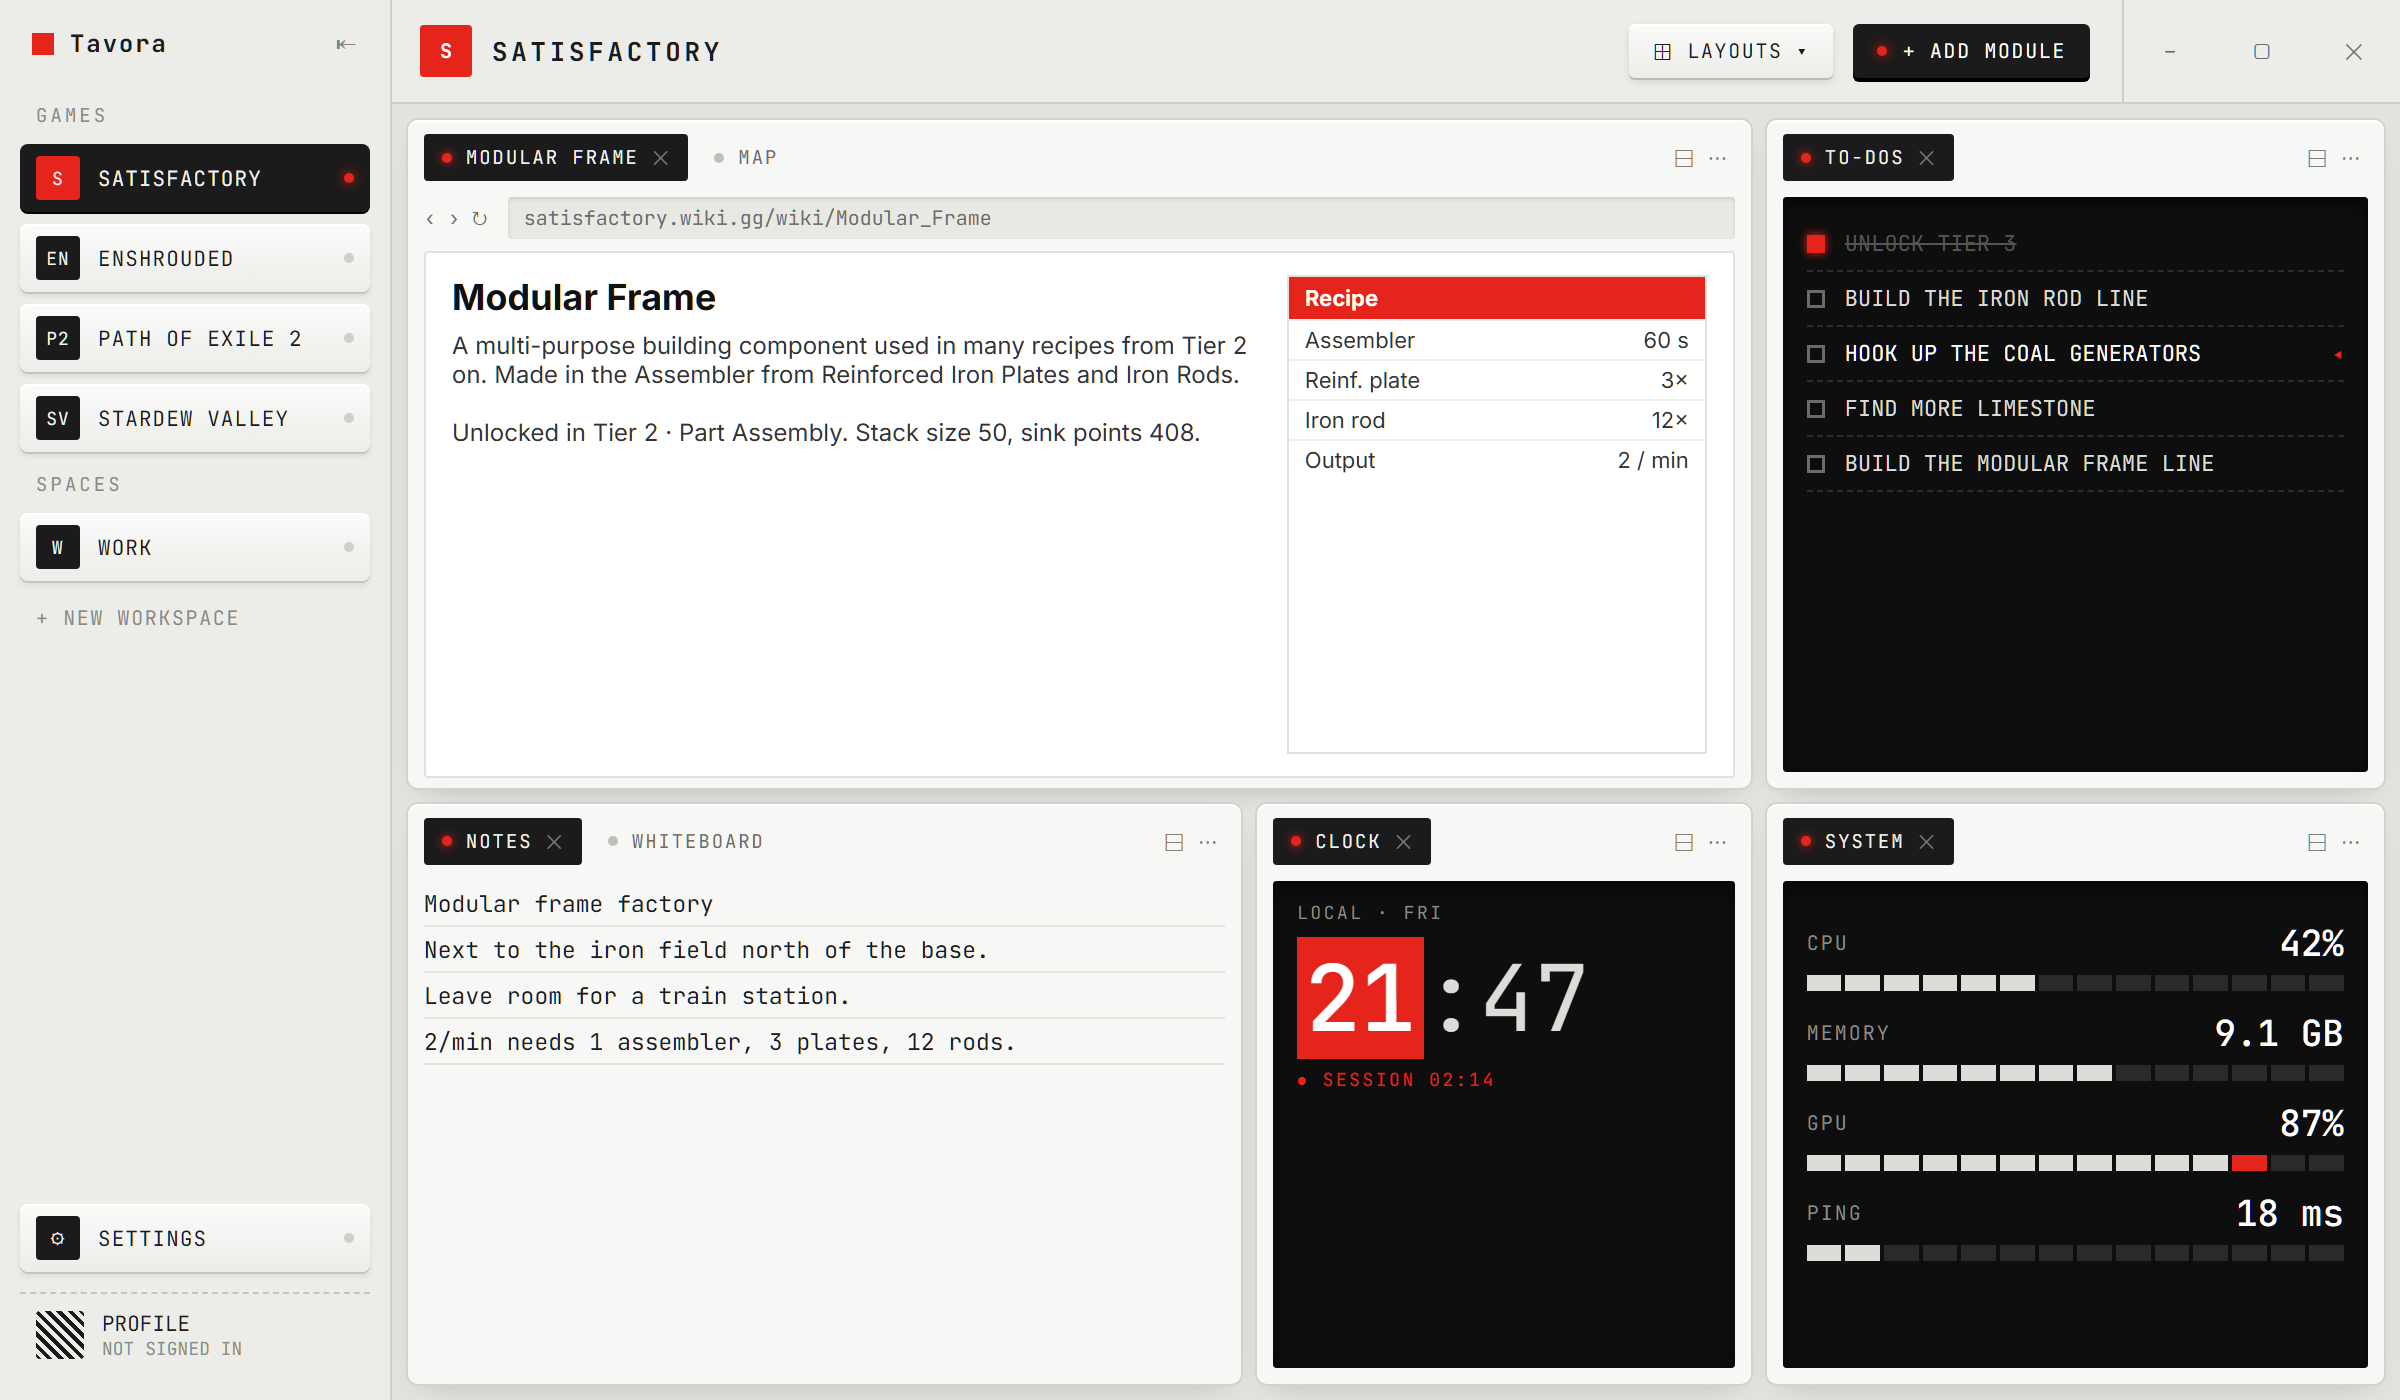 Tavora
GAMES
S SATISFACTORY
EN ENSHROUDED
P2 PATH OF EXILE 2
SV STARDEW VALLEY
SPACES
W WORK
+ NEW WORKSPACE
SETTINGS
PROFILE
NOT SIGNED IN
S SATISFACTORY
LAYOUTS
+ ADD MODULE
MODULAR FRAME
MAP
satisfactory.wiki.gg/wiki/Modular_Frame
Modular Frame
A multi-purpose building component used in many recipes from Tier 2
on. Made in the Assembler from Reinforced Iron Plates and Iron Rods.
Unlocked in Tier 2 · Part Assembly. Stack size 50, sink points 408.
Recipe
Assembler 60 s
Reinf. plate 3×
Iron rod 12×
Output 2 / min
TO-DOS
UNLOCK TIER 3
BUILD THE IRON ROD LINE
HOOK UP THE COAL GENERATORS
FIND MORE LIMESTONE
BUILD THE MODULAR FRAME LINE
NOTES
WHITEBOARD
Modular frame factory
Next to the iron field north of the base.
Leave room for a train station.
2/min needs 1 assembler, 3 plates, 12 rods.
CLOCK
LOCAL · FRI
21:47
SESSION 02:14
SYSTEM
CPU 42%
MEMORY 9.1 GB
GPU 87%
PING 18 ms